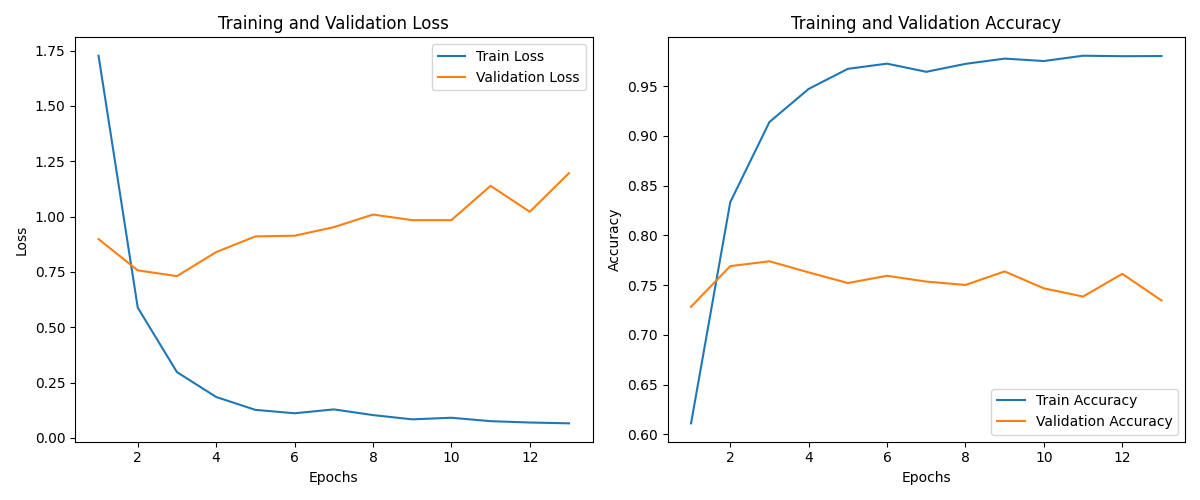 Training and Validation Loss
Loss
1.75
1.50
1.25
1.00
0.75
0.50
0.25
0.00
Train Loss
Validation Loss
2 4 6 8 10 12
Epochs
Training and Validation Accuracy
Accuracy
0.95
0.90
0.85
0.80
0.75
0.70
0.65
0.60
Train Accuracy
Validation Accuracy
2 4 6 8 10 12
Epochs